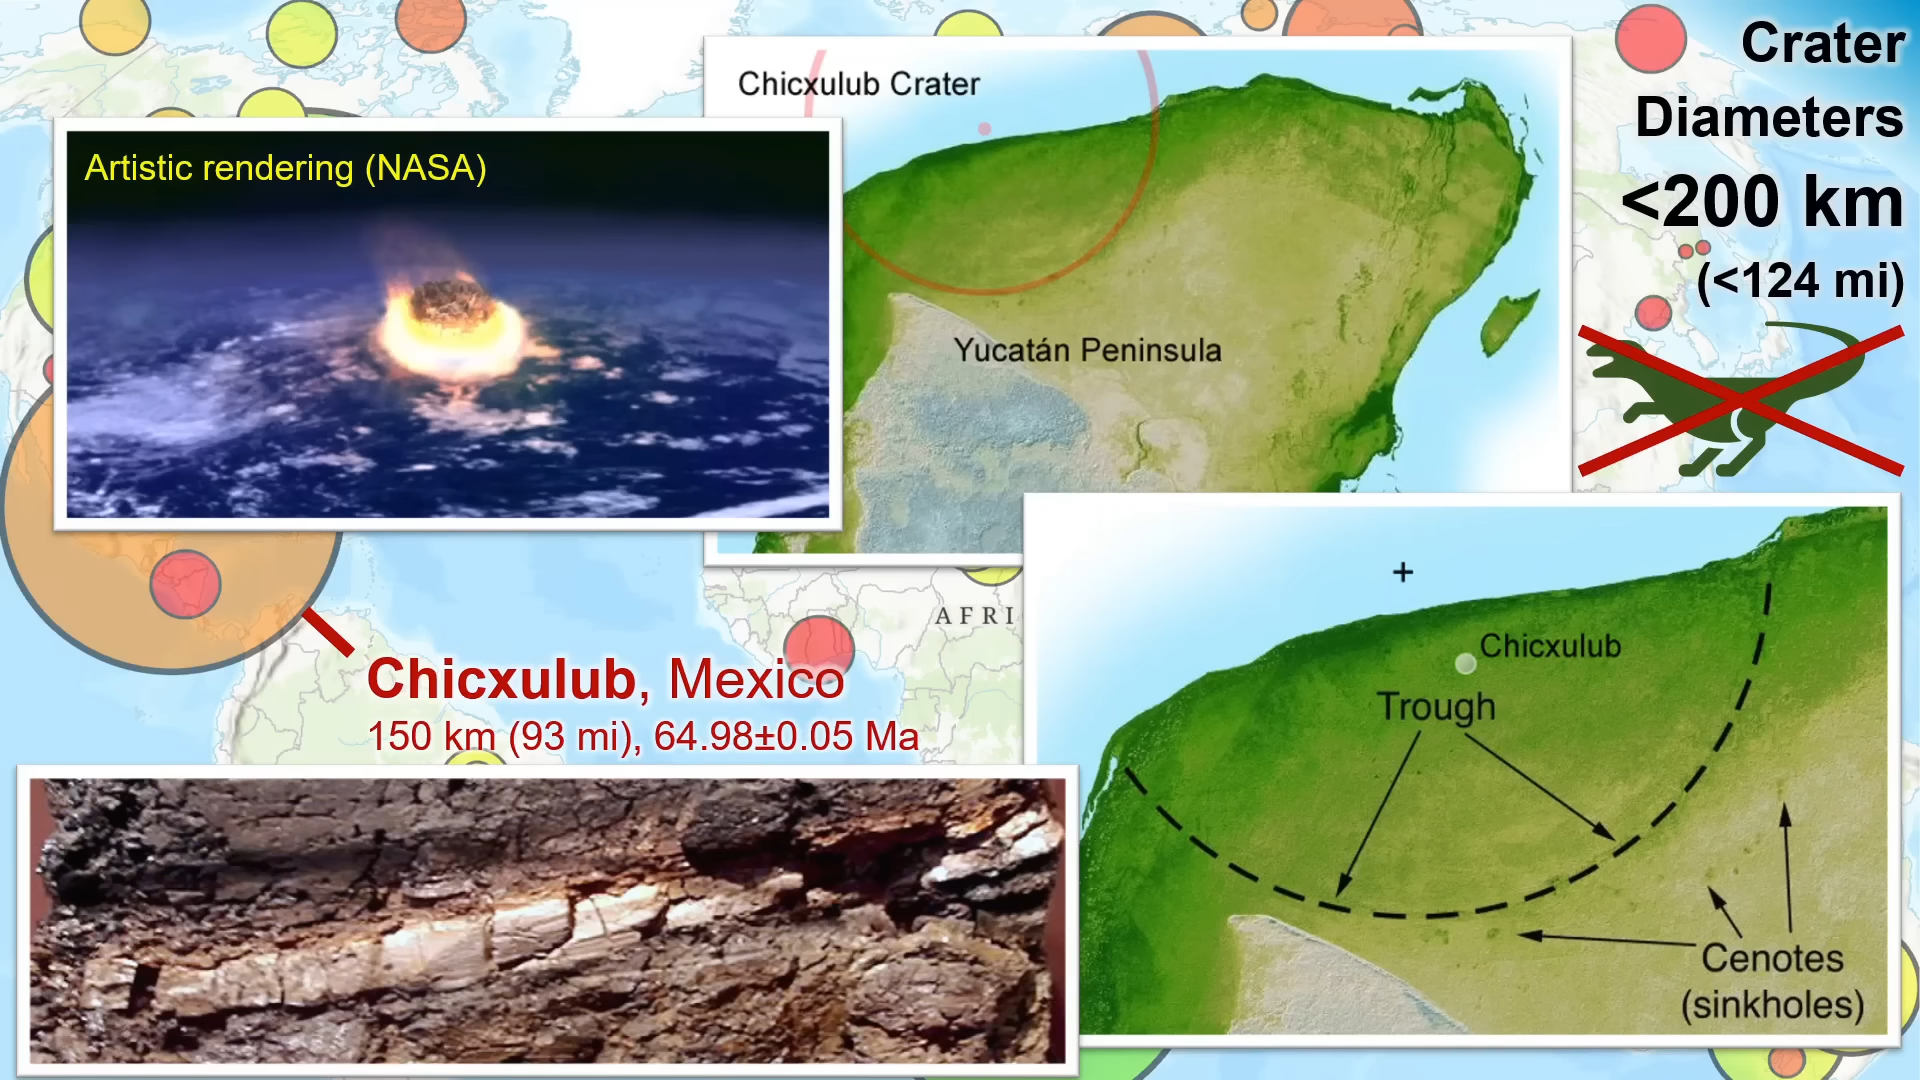 Crater
Diameters
<200 km
(<124 mi)
Chicxulub Crater
Artistic rendering (NASA)
Yucatán Peninsula
+
Chicxulub
Trough
Cenotes
(sinkholes)
AFRI
Chicxulub, Mexico
150 km (93 mi), 64.98±0.05 Ma